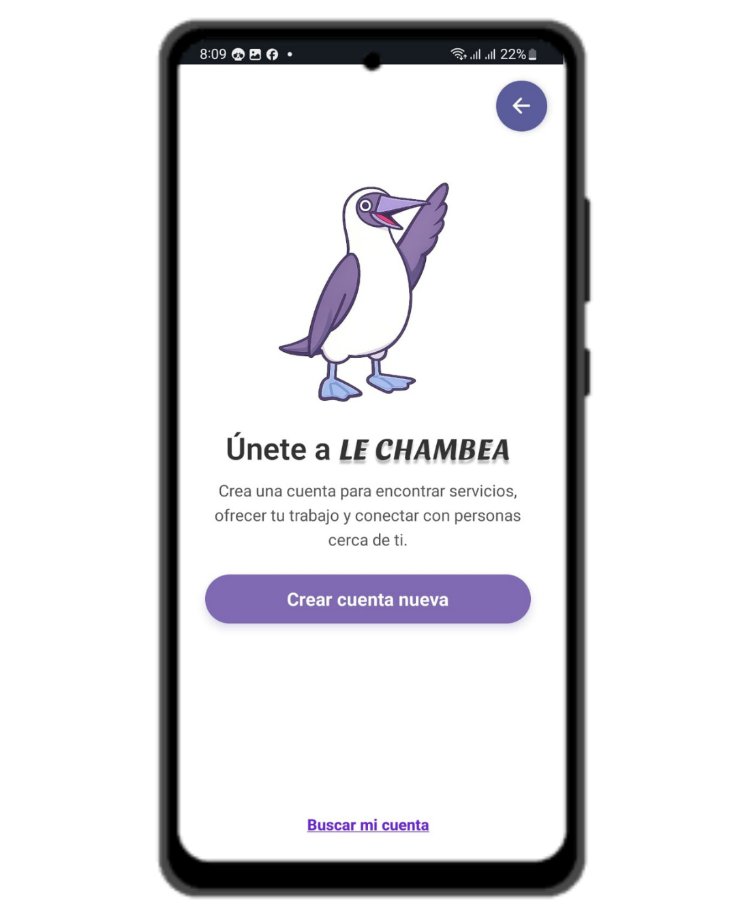 8:09 22%
Únete a LE CHAMBEA
Crea una cuenta para encontrar servicios,
ofrecer tu trabajo y conectar con personas
cerca de ti.
Crear cuenta nueva
Buscar mi cuenta